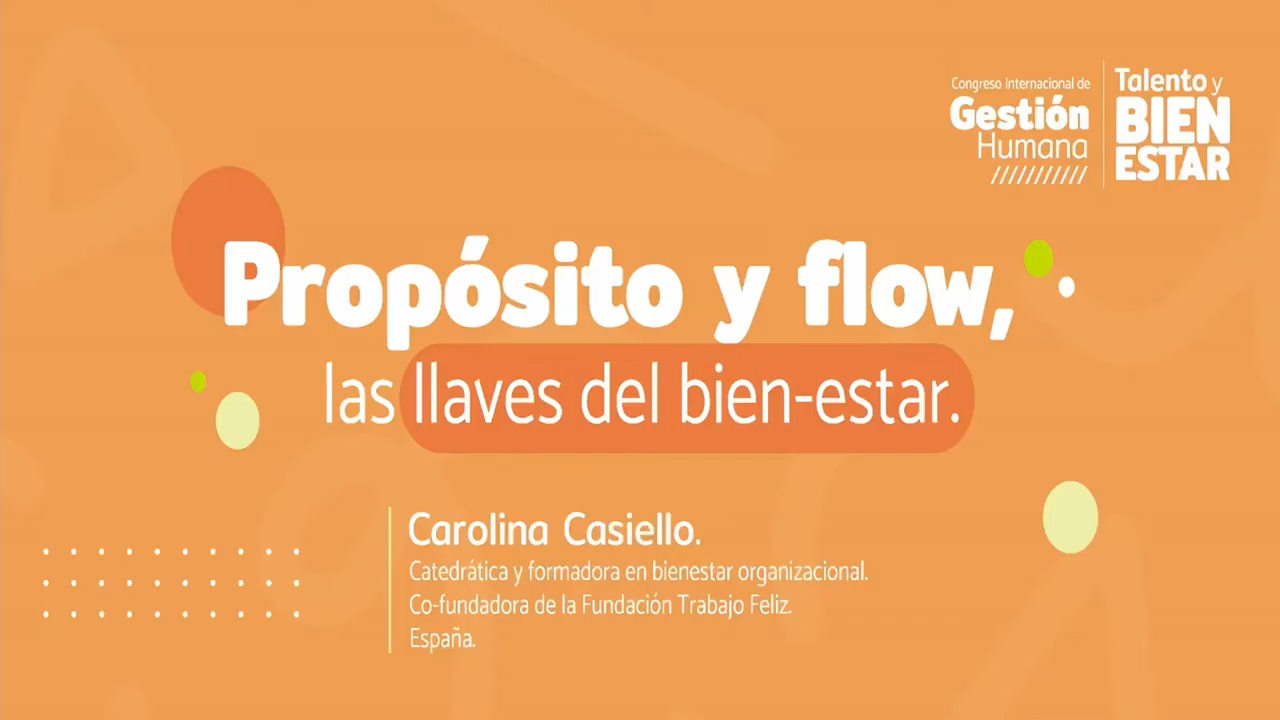 Congreso Internacional de
Gestión
Humana
Talento y
BIEN
ESTAR
Propósito y flow,
las llaves del bien-estar.
Carolina Casiello.
Catedrática y formadora en bienestar organizacional.
Co-fundadora de la Fundación Trabajo Feliz.
España.